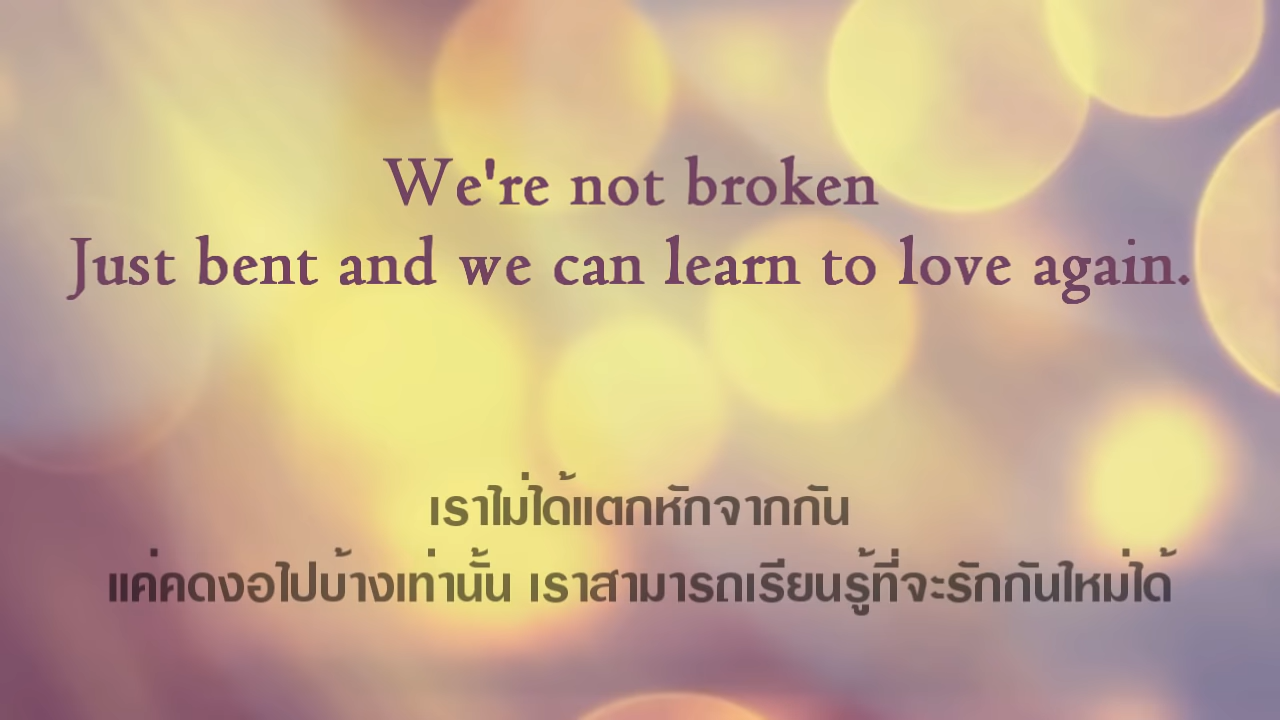 We're not broken
Just bent and we can learn to love again.
เราไม่ได้แตกหักจากกัน
แค่คดงอไปบ้างเท่านั้น เราสามารถเรียนรู้ที่จะรักกันใหม่ได้